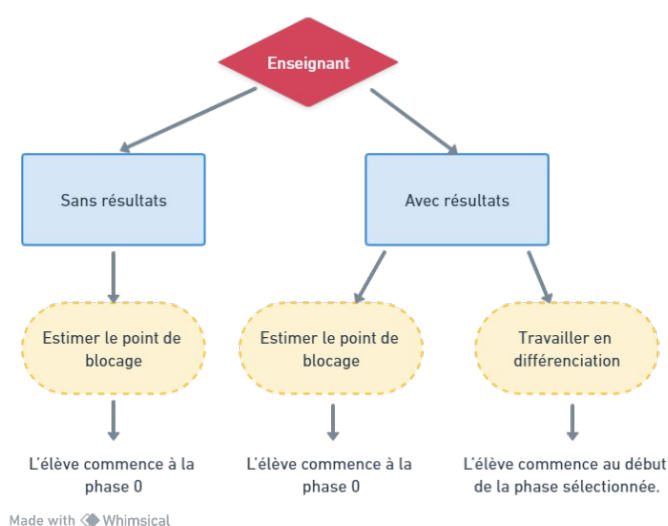 Enseignant
Sans résultats
Avec résultats
Estimer le point de
blocage
Estimer le point de
blocage
Travailler en
différenciation
L'élève commence à la
phase 0
L'élève commence à la
phase 0
L'élève commence au début
de la phase sélectionnée.
Made with Whimsical